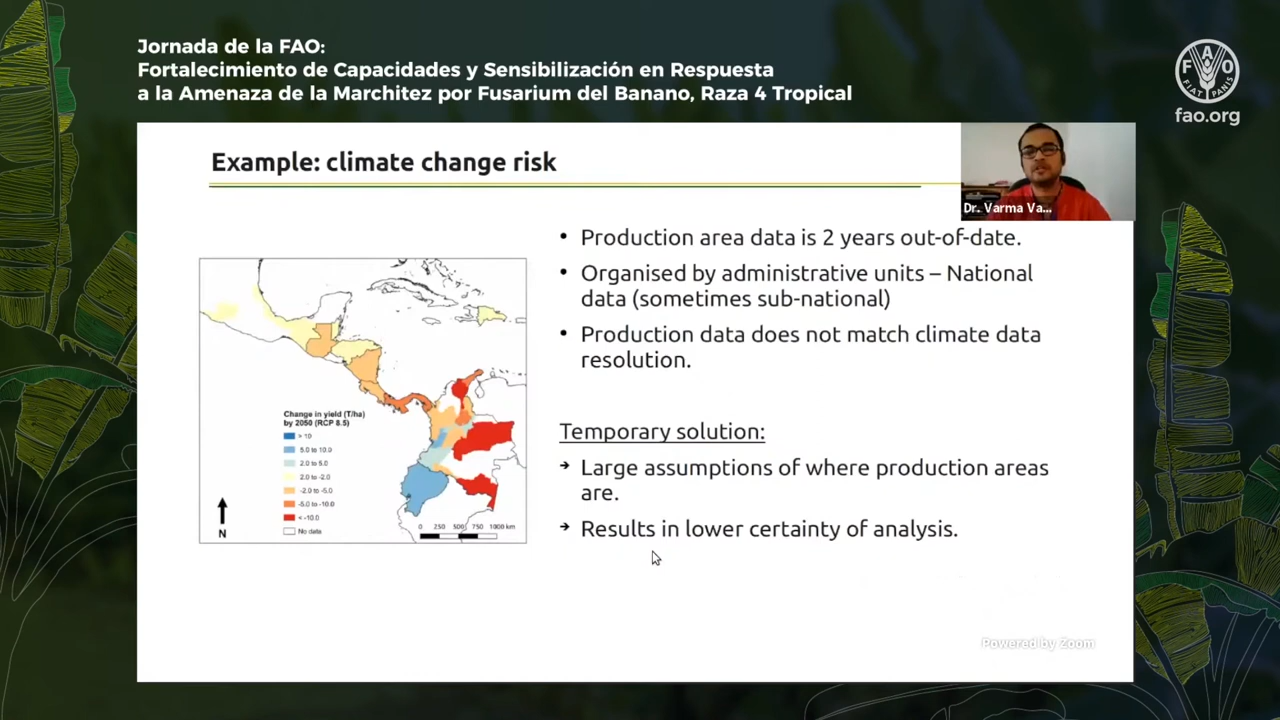 Jornada de la FAO:
Fortalecimiento de Capacidades y Sensibilización en Respuesta
a la Amenaza de la Marchitez por Fusarium del Banano, Raza 4 Tropical
FAO
FIAT PANIS
fao.org
Example: climate change risk
Dr. Varma Va...
• Production area data is 2 years out-of-date.
• Organised by administrative units – National
data (sometimes sub-national)
• Production data does not match climate data
resolution.
Temporary solution:
➔ Large assumptions of where production areas
are.
➔ Results in lower certainty of analysis.
Change in yield (T/ha)
by 2050 (RCP 8.5)
> 10
5.0 to 10.0
2.0 to 5.0
2.0 to -2.0
-2.0 to -5.0
-5.0 to -10.0
< -10.0
No data
N
0 250 500 750 1000 km
Powered by Zoom